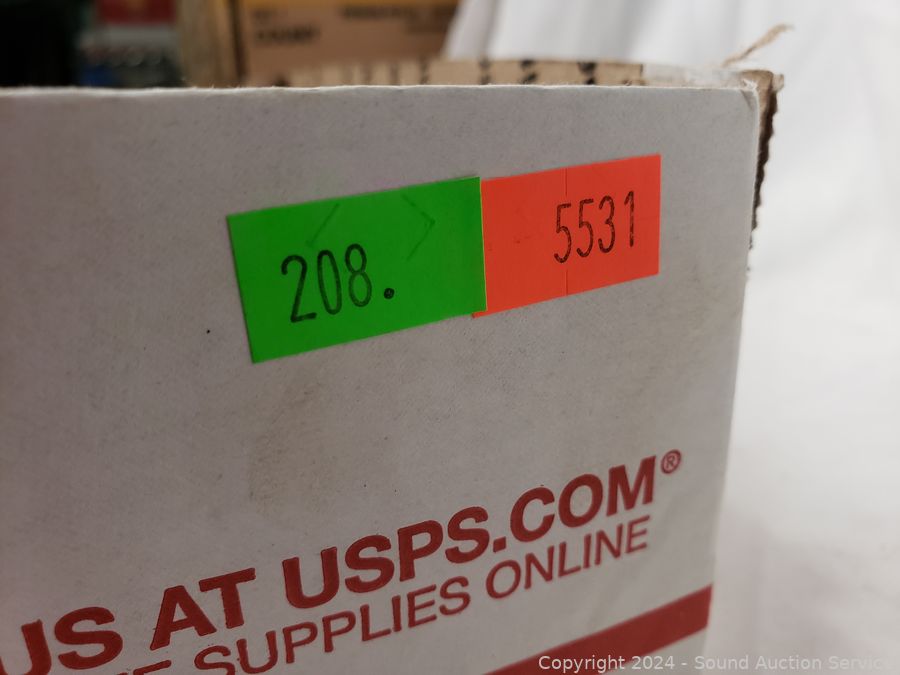 208.
5531
US AT USPS.COM®
SUPPLIES ONLINE
Copyright 2024 - Sound Auction Service